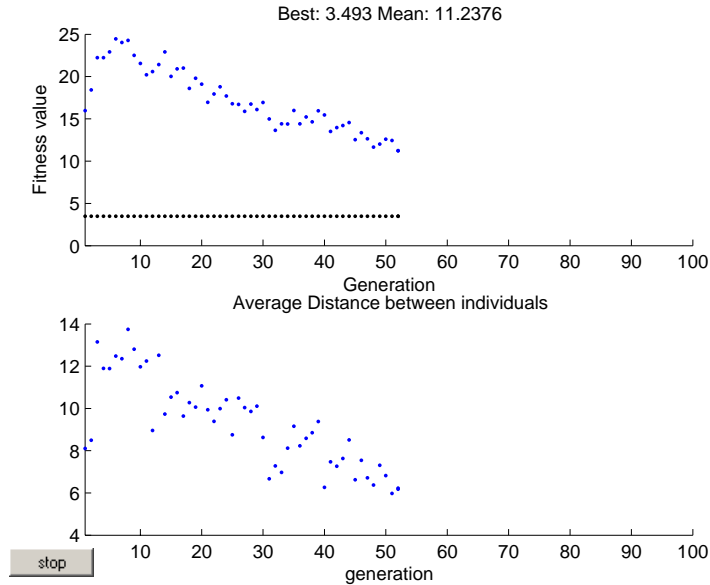 Best: 3.493 Mean: 11.2376
25
20
15
10
5
0
Fitness value
10 20 30 40 50 60 70 80 90 100
Generation
Average Distance between individuals
14
12
10
8
6
4
10 20 30 40 50 60 70 80 90 100
generation
stop